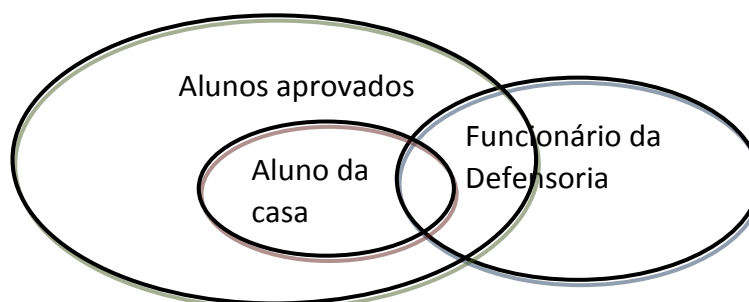 Alunos aprovados
Funcionário da
Defensoria
Aluno da
casa